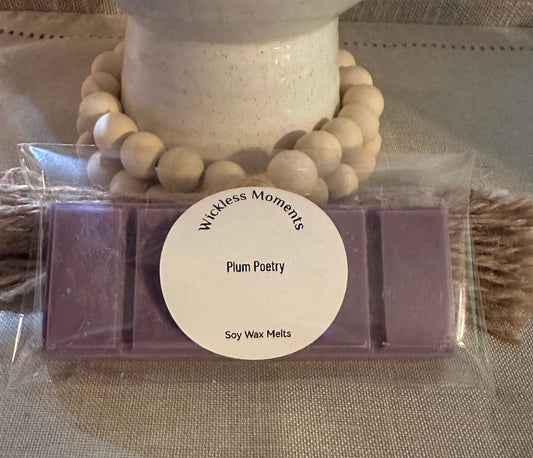 Wickless Moments
Plum Poetry
Soy Wax Melts